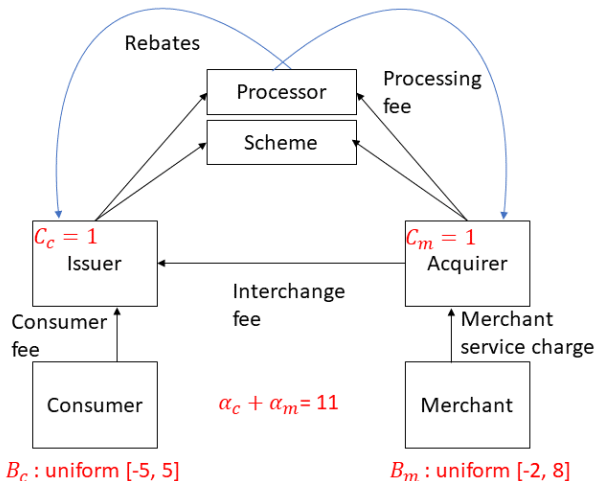 Rebates
Processor
Processing
fee
Scheme
C_c = 1
Issuer
C_m = 1
Acquirer
Interchange
fee
Consumer
fee
Merchant
service charge
Consumer
α_c + α_m= 11
Merchant
B_c : uniform [-5, 5]
B_m : uniform [-2, 8]